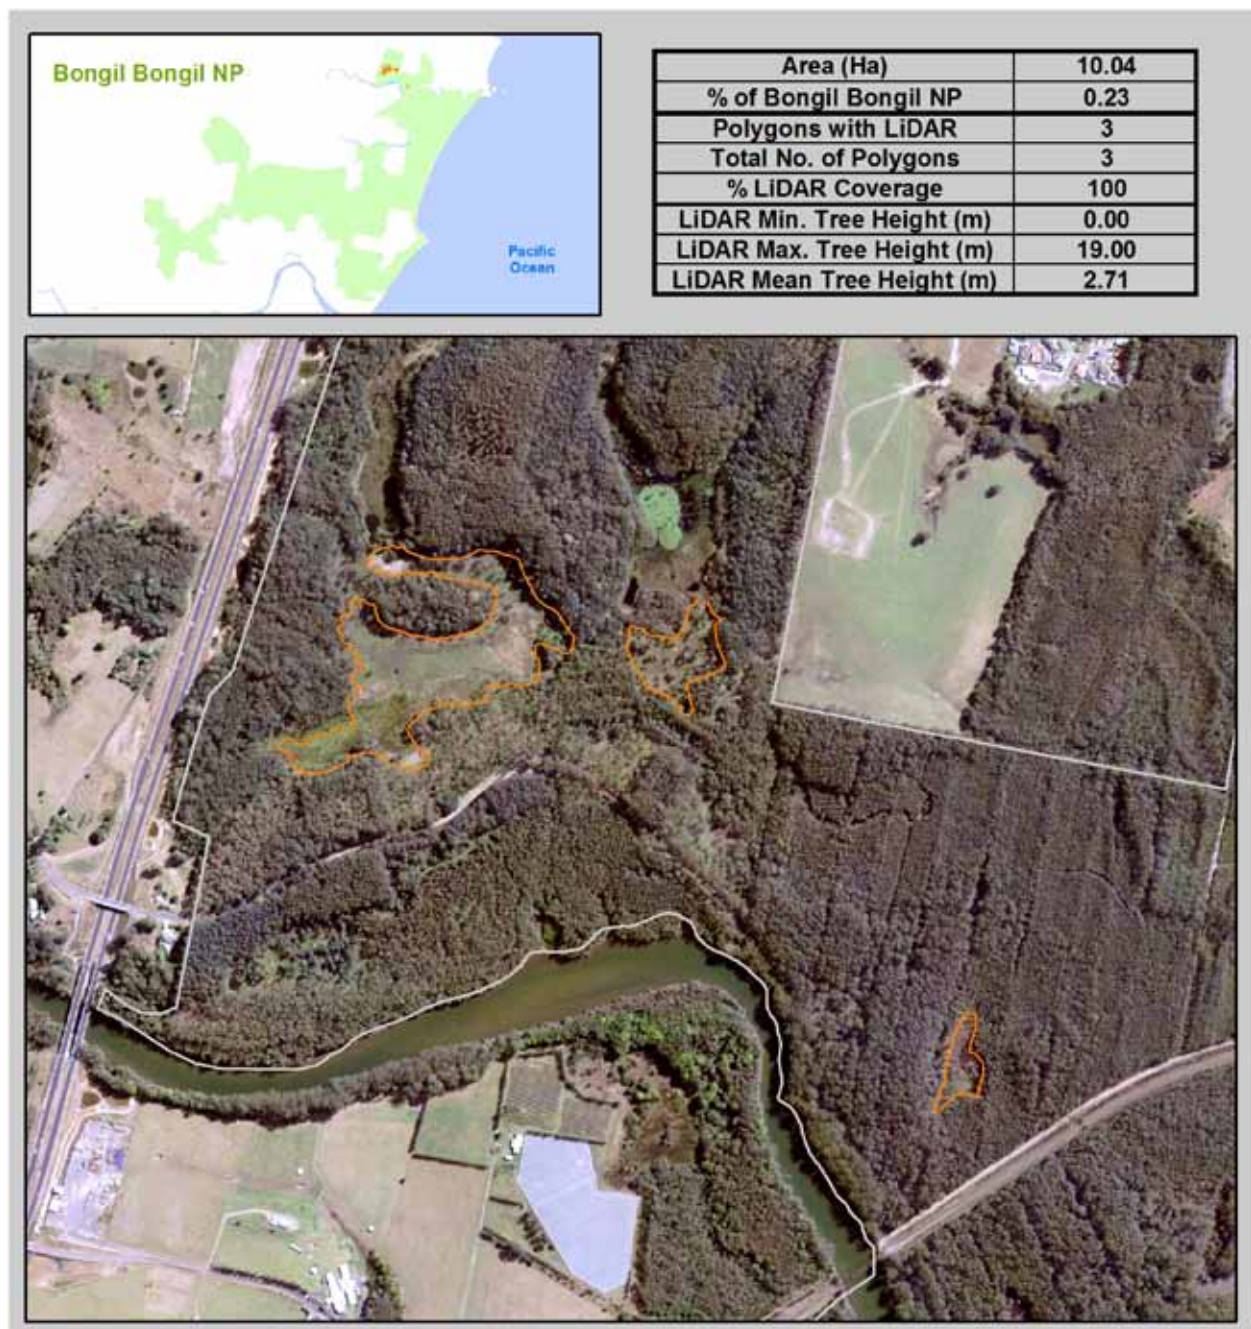 Bongil Bongil NP
Pacific
Ocean
Area (Ha) 10.04
% of Bongil Bongil NP 0.23
Polygons with LiDAR 3
Total No. of Polygons 3
% LiDAR Coverage 100
LiDAR Min. Tree Height (m) 0.00
LiDAR Max. Tree Height (m) 19.00
LiDAR Mean Tree Height (m) 2.71